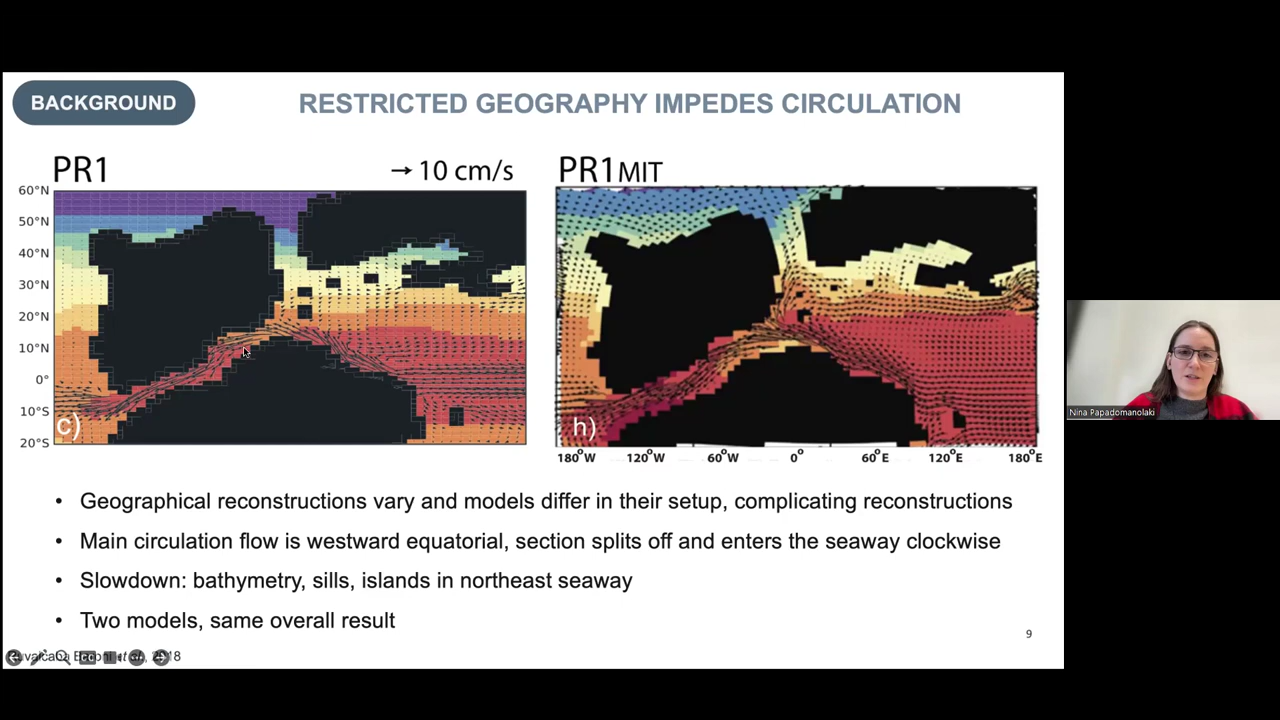 BACKGROUND
RESTRICTED GEOGRAPHY IMPEDES CIRCULATION
PR1
→ 10 cm/s
PR1MIT
60°N
50°N
40°N
30°N
20°N
10°N
0°
10°S
20°S
c)
h)
180°W 120°W 60°W 0° 60°E 120°E 180°E
Nina Papadomanolaki
• Geographical reconstructions vary and models differ in their setup, complicating reconstructions
• Main circulation flow is westward equatorial, section splits off and enters the seaway clockwise
• Slowdown: bathymetry, sills, islands in northeast seaway
• Two models, same overall result
9